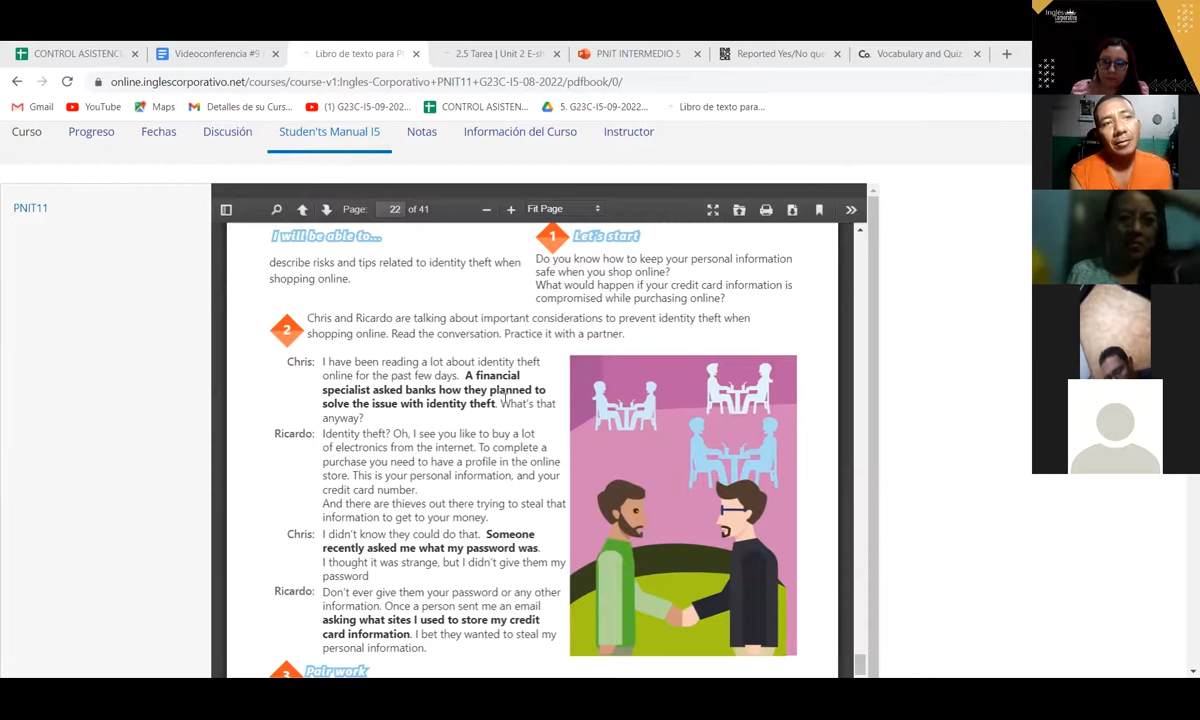 CONTROL ASISTENC
Videoconferencia #9
Libro de texto para P
2.5 Tarea | Unit 2 E-sh
PNIT INTERMEDIO 5
Reported Yes/No que
Co. Vocabulary and Quiz
online.inglescorporativo.net/courses/course-v1:Ingles-Corporativo+PNIT11+G23C-I5-08-2022/pdfbook/0/
Gmail
YouTube
Maps
Detalles de su Curs...
(1) G23C-I5-09-202...
CONTROL ASISTEN...
5. G23C-I5-09-2022...
Libro de texto para...
Curso
Progreso
Fechas
Discusión
Studen'ts Manual I5
Notas
Información del Curso
Instructor
PNIT11
Page: 22 of 41
Fit Page
I will be able to...
describe risks and tips related to identity theft when
shopping online.
1 Let's start
Do you know how to keep your personal information
safe when you shop online?
What would happen if your credit card information is
compromised while purchasing online?
2 Chris and Ricardo are talking about important considerations to prevent identity theft when
shopping online. Read the conversation. Practice it with a partner.
Chris: I have been reading a lot about identity theft
online for the past few days. A financial
specialist asked banks how they planned to
solve the issue with identity theft. What's that
anyway?
Ricardo: Identity theft? Oh, I see you like to buy a lot
of electronics from the internet. To complete a
purchase you need to have a profile in the online
store. This is your personal information, and your
credit card number.
And there are thieves out there trying to steal that
information to get to your money.
Chris: I didn't know they could do that. Someone
recently asked me what my password was.
I thought it was strange, but I didn't give them my
password
Ricardo: Don't ever give them your password or any other
information. Once a person sent me an email
asking what sites I used to store my credit
card information. I bet they wanted to steal my
personal information.
3 Pair work
Inglés
Corporativo